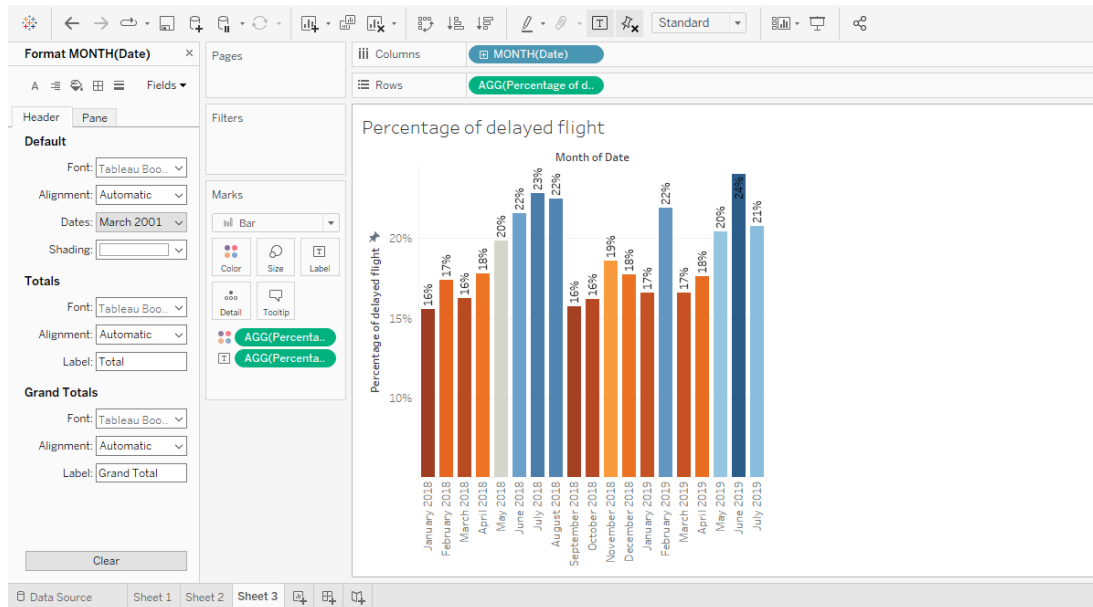 Standard
Format MONTH(Date) ×
Fields
Header Pane
Default
Font: Tableau Boo..
Alignment: Automatic
Dates: March 2001
Shading:
Totals
Font: Tableau Boo..
Alignment: Automatic
Label: Total
Grand Totals
Font: Tableau Boo..
Alignment: Automatic
Label: Grand Total
Clear
Pages
Filters
Marks
Bar
Color Size Label
Detail Tooltip
AGG(Percenta..
AGG(Percenta..
Columns MONTH(Date)
Rows AGG(Percentage of d..
Percentage of delayed flight
Month of Date
Percentage of delayed flight
20%
15%
10%
16%
17%
16%
18%
20%
22%
23%
22%
16%
16%
19%
18%
17%
22%
17%
18%
20%
24%
21%
January 2018
February 2018
March 2018
April 2018
May 2018
June 2018
July 2018
August 2018
September 2018
October 2018
November 2018
December 2018
January 2019
February 2019
March 2019
April 2019
May 2019
June 2019
July 2019
Data Source Sheet 1 Sheet 2 Sheet 3